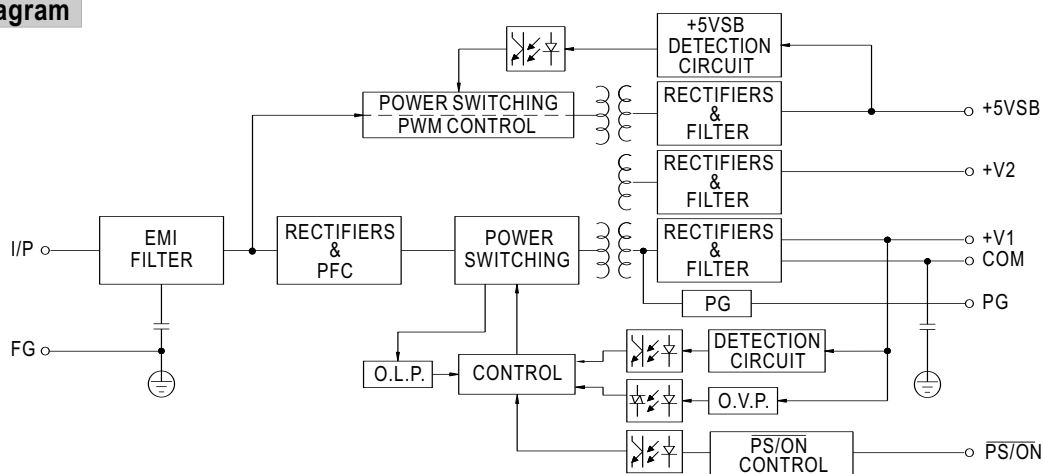 agram
+5VSB
DETECTION
CIRCUIT
POWER SWITCHING
PWM CONTROL
RECTIFIERS
&
FILTER
+5VSB
RECTIFIERS
&
FILTER
+V2
I/P
EMI
FILTER
RECTIFIERS
&
PFC
POWER
SWITCHING
RECTIFIERS
&
FILTER
+V1
COM
PG
PG
FG
O.L.P.
CONTROL
DETECTION
CIRCUIT
O.V.P.
PS/ON
CONTROL
PS/ON